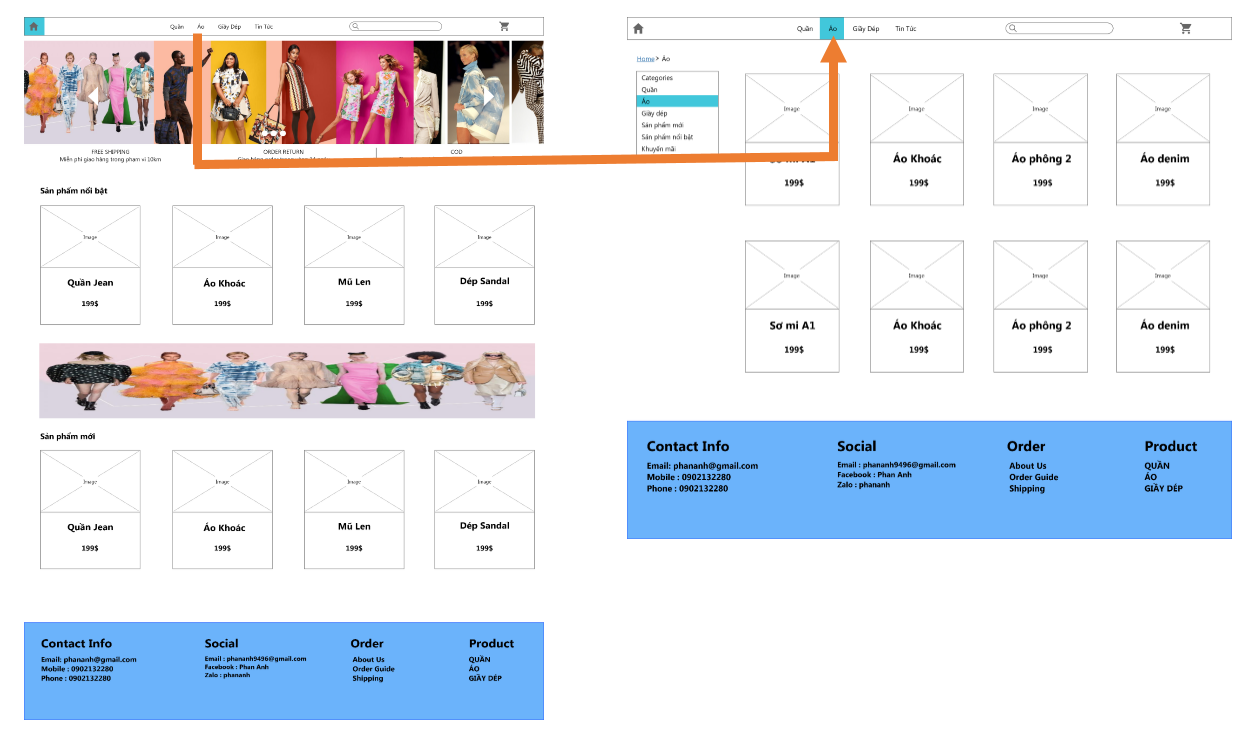 Quần Áo Giầy Dép Tin Tức
FREE SHIPPING
Miễn phí giao hàng trong phạm vi 10km
ORDER RETURN
COD
Sản phẩm nổi bật
Image Image Image Image
Quần Jean Áo Khoác Mũ Len Dép Sandal
199$ 199$ 199$ 199$
Sản phẩm mới
Image Image Image Image
Quần Jean Áo Khoác Mũ Len Dép Sandal
199$ 199$ 199$ 199$
Contact Info
Email: phananh@gmail.com
Mobile : 0902132280
Phone : 0902132280
Social
Email : phananh9496@gmail.com
Facebook : Phan Anh
Zalo : phananh
Order
About Us
Order Guide
Shipping
Product
QUẦN
ÁO
GIẦY DÉP
Quần Áo Giầy Dép Tin Tức
Home> Áo
Categories
Quần
Áo
Giày dép
Sản phẩm mới
Sản phẩm nổi bật
Khuyến mãi
Image Image Image Image
Sơ mi A1 Áo Khoác Áo phông 2 Áo denim
199$ 199$ 199$ 199$
Image Image Image Image
Sơ mi A1 Áo Khoác Áo phông 2 Áo denim
199$ 199$ 199$ 199$
Contact Info
Email: phananh@gmail.com
Mobile : 0902132280
Phone : 0902132280
Social
Email : phananh9496@gmail.com
Facebook : Phan Anh
Zalo : phananh
Order
About Us
Order Guide
Shipping
Product
QUẦN
ÁO
GIẦY DÉP